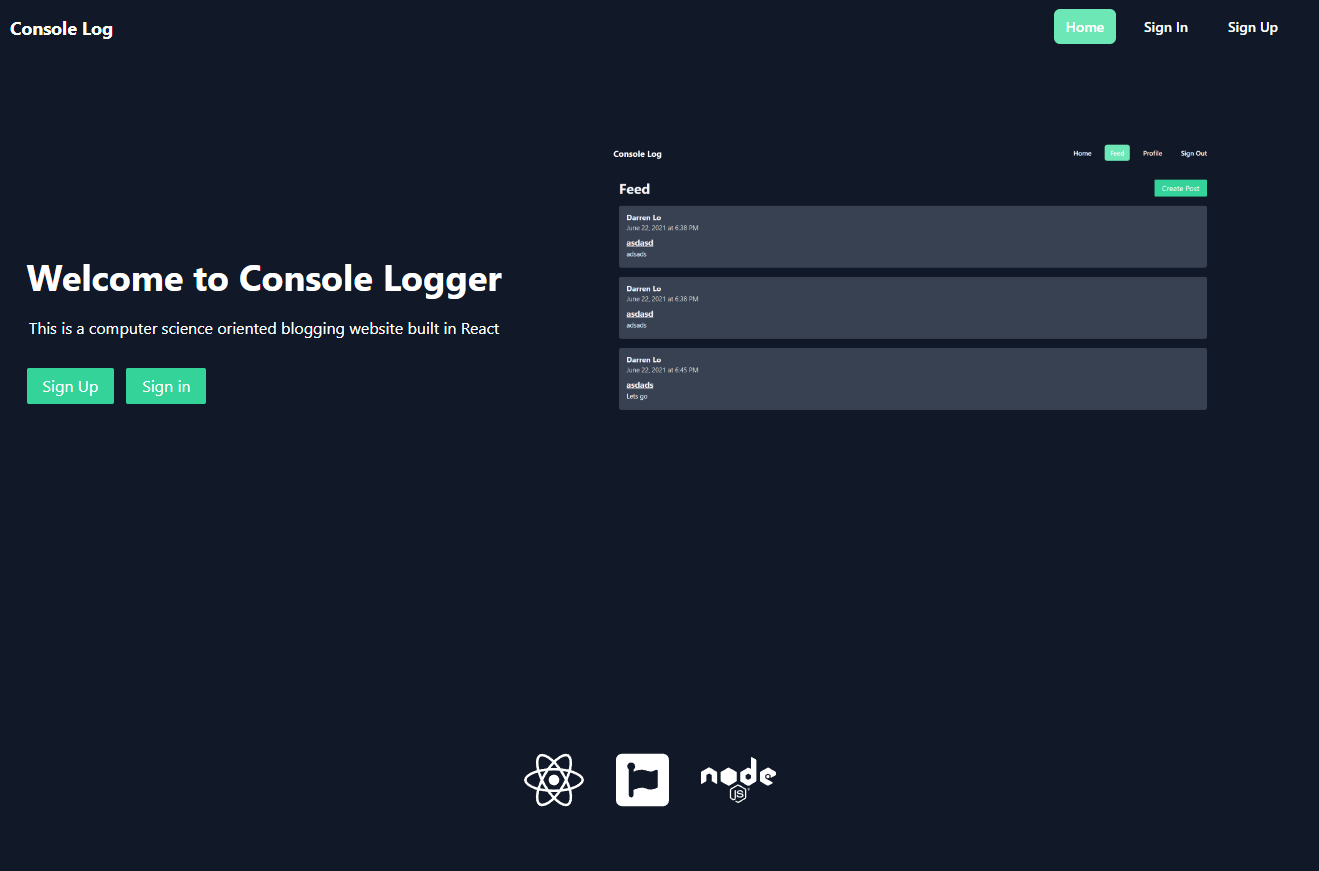 Console Log
Home Sign In Sign Up
Console Log
Home Feed Profile Sign Out
Feed
Create Post
Darren Lo
June 22, 2021 at 6:38 PM
asdasd
adsads
Darren Lo
June 22, 2021 at 6:38 PM
asdasd
adsads
Darren Lo
June 22, 2021 at 6:45 PM
asdads
Lets go
Welcome to Console Logger
This is a computer science oriented blogging website built in React
Sign Up Sign in
node
JS